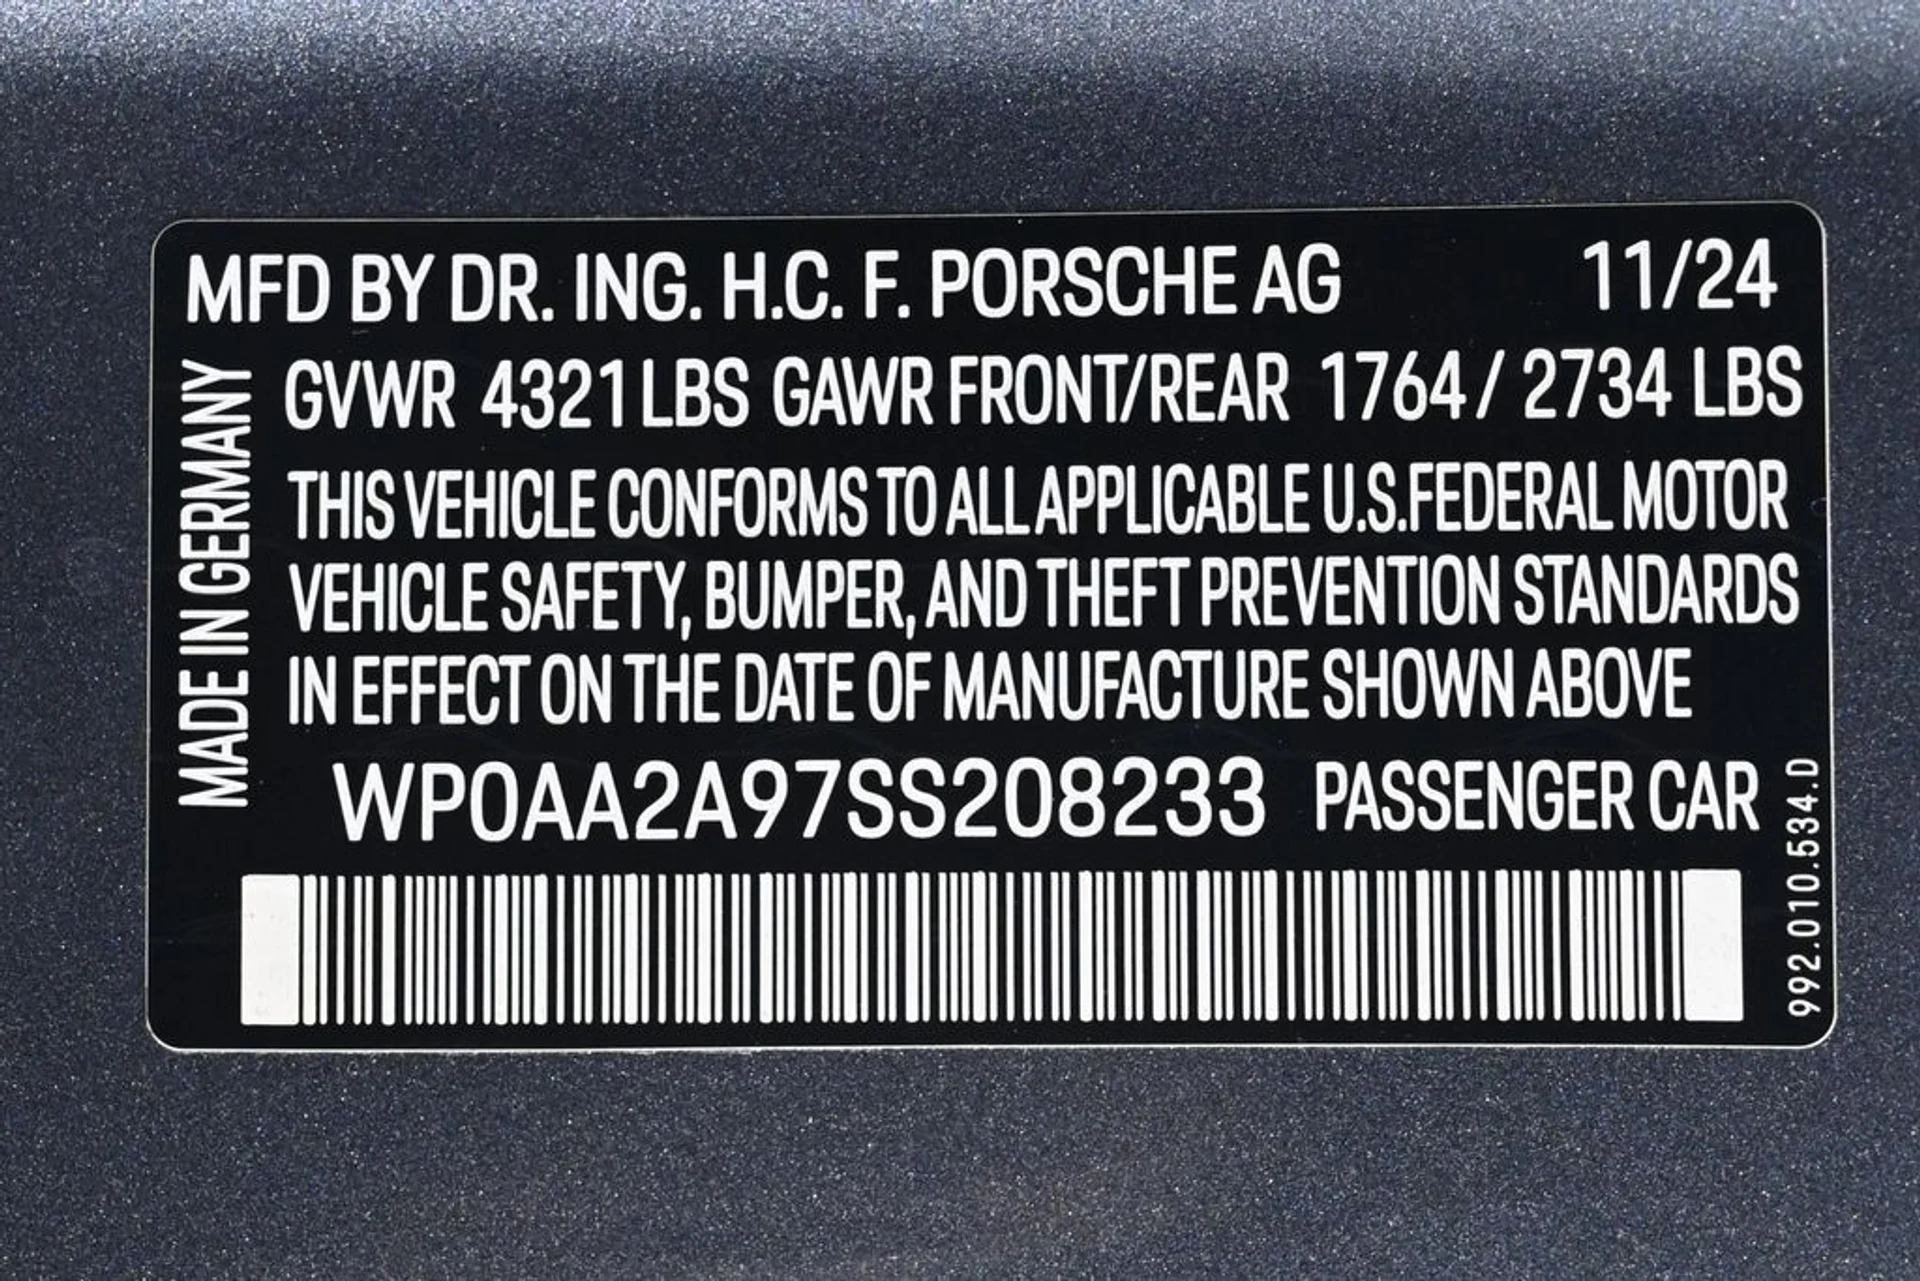 MFD BY DR. ING. H.C. F. PORSCHE AG 11/24
GVWR 4321 LBS GAWR FRONT/REAR 1764 / 2734 LBS
THIS VEHICLE CONFORMS TO ALL APPLICABLE U.S.FEDERAL MOTOR
VEHICLE SAFETY, BUMPER, AND THEFT PREVENTION STANDARDS
IN EFFECT ON THE DATE OF MANUFACTURE SHOWN ABOVE
WP0AA2A97SS208233 PASSENGER CAR
MADE IN GERMANY
992.010.534.D